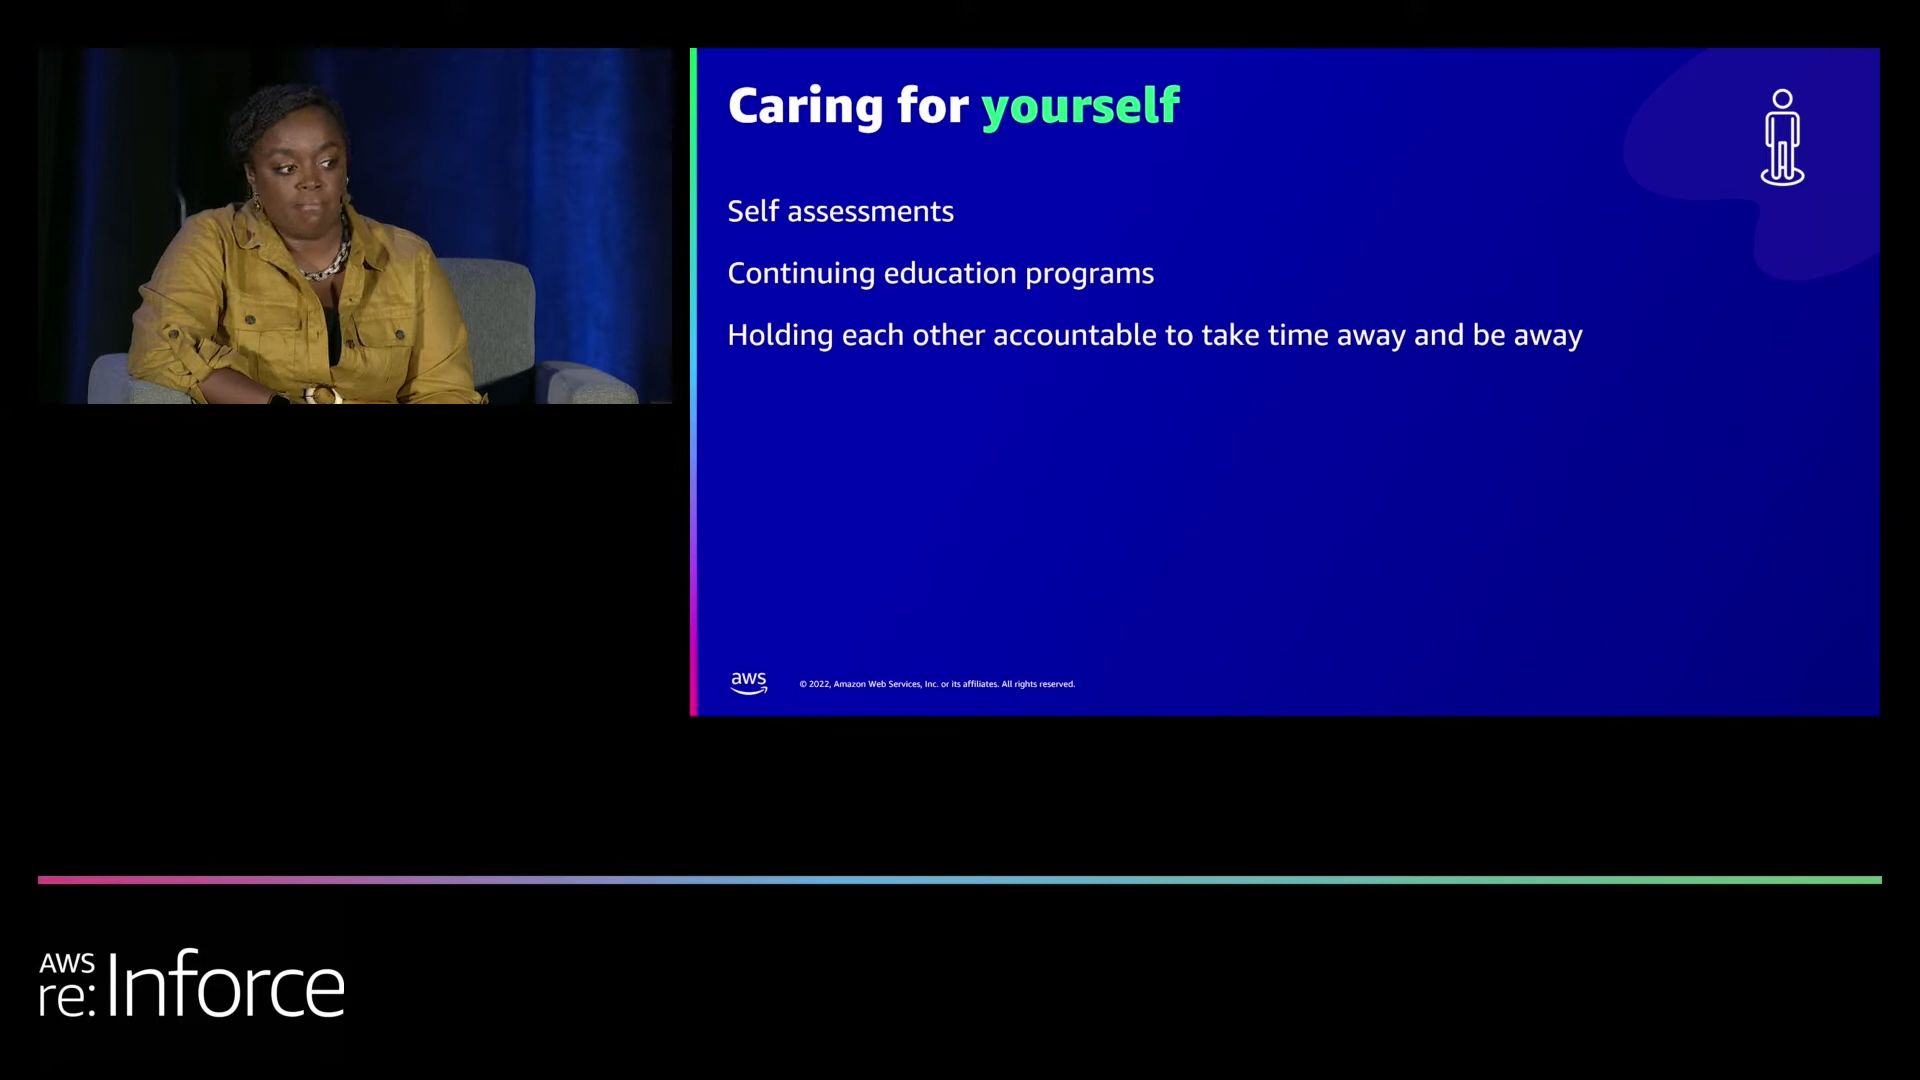 Caring for yourself
Self assessments
Continuing education programs
Holding each other accountable to take time away and be away
aws
© 2022, Amazon Web Services, Inc. or its affiliates. All rights reserved.
AWS
re:Inforce